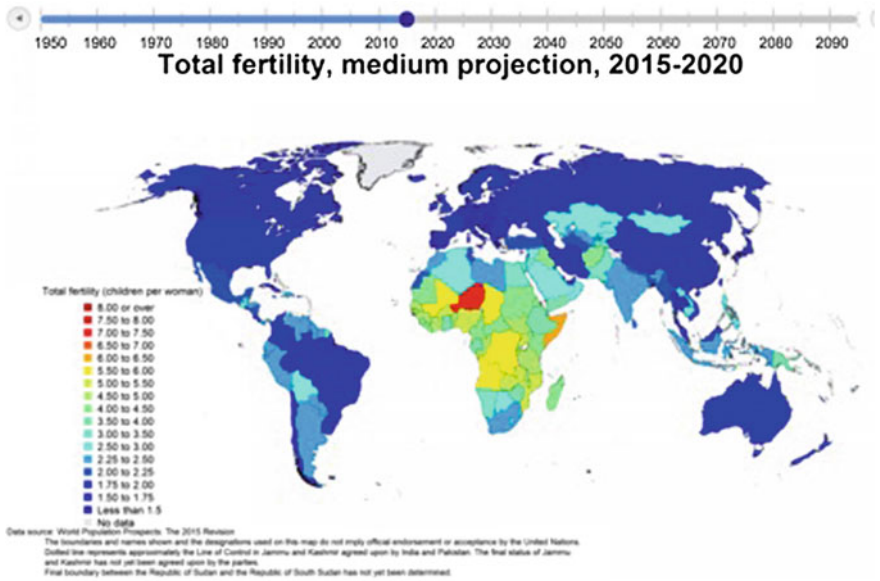 1950 1960 1970 1980 1990 2000 2010 2020 2030 2040 2050 2060 2070 2080 2090
Total fertility, medium projection, 2015-2020
Total fertility (children per woman)
8.00 or over
7.50 to 8.00
7.00 to 7.50
6.50 to 7.00
6.00 to 6.50
5.50 to 6.00
5.00 to 5.50
4.50 to 5.00
4.00 to 4.50
3.50 to 4.00
3.00 to 3.50
2.50 to 3.00
2.25 to 2.50
2.00 to 2.25
1.75 to 2.00
1.50 to 1.75
Less than 1.5
No data
Data source: World Population Prospects: The 2015 Revision
The boundaries and names shown and the designations used on this map do not imply official endorsement or acceptance by the United Nations.
Dotted line represents approximately the Line of Control in Jammu and Kashmir agreed upon by India and Pakistan. The final status of Jammu
and Kashmir has not yet been agreed upon by the parties.
Final boundary between the Republic of Sudan and the Republic of South Sudan has not yet been determined.